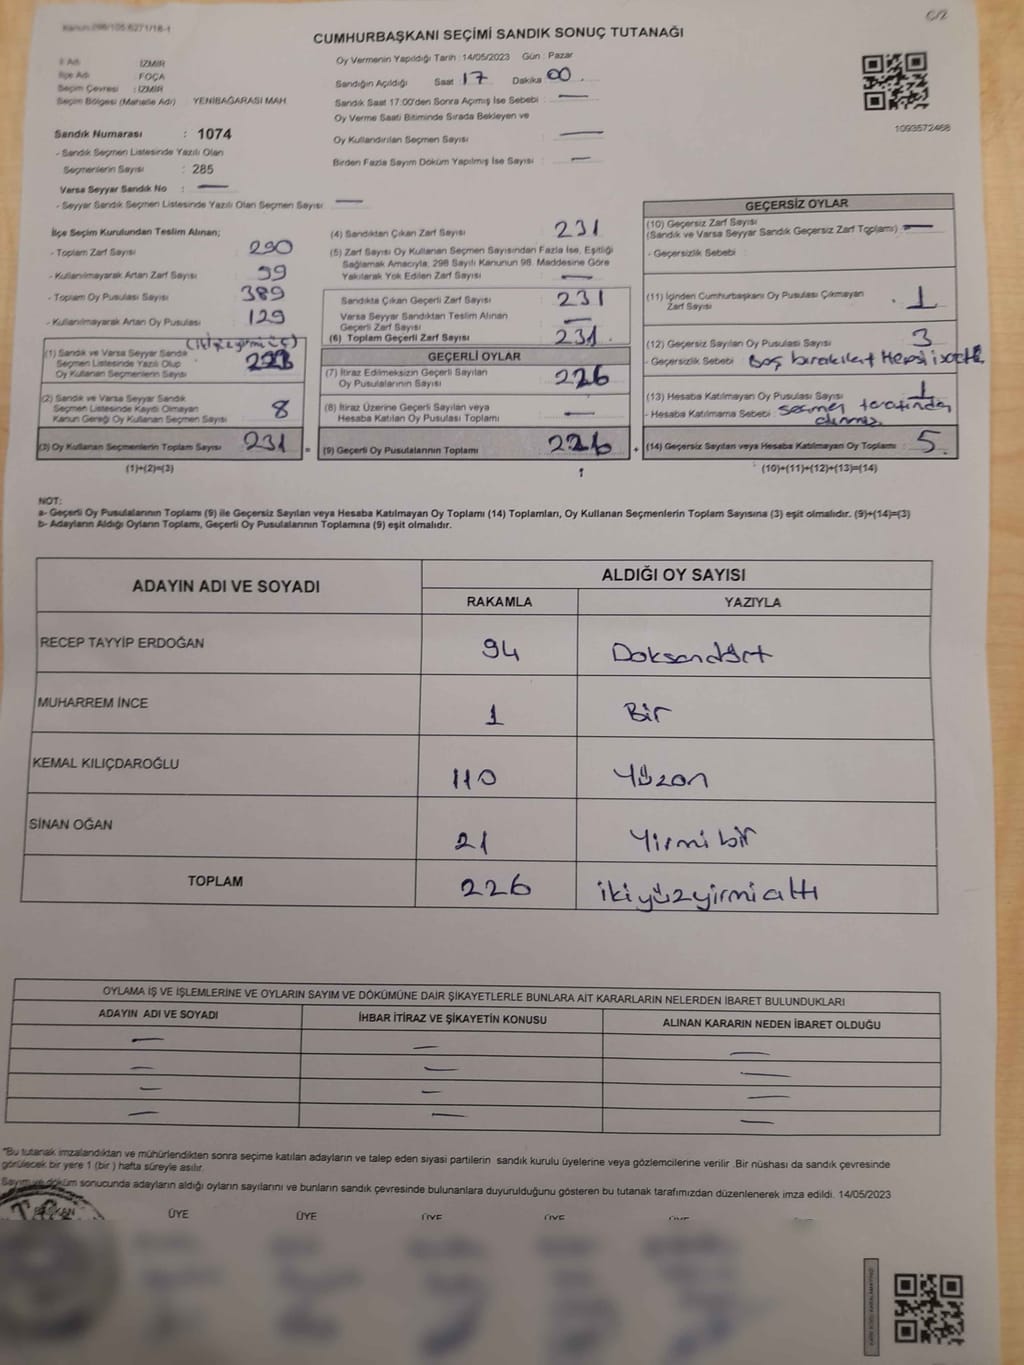 C/2
Kanun:298/105.6271/18-1
CUMHURBAŞKANI SEÇİMİ SANDIK SONUÇ TUTANAĞI
İl Adı : İZMİR
İlçe Adı : FOÇA
Seçim Çevresi : İZMİR
Seçim Bölgesi (Mahalle Adı) YENİBAĞARASI MAH.
Sandık Numarası : 1074
- Sandık Seçmen Listesinde Yazılı Olan
Seçmenlerin Sayısı : 285
Varsa Seyyar Sandık No : —
- Seyyar Sandık Seçmen Listesinde Yazılı Olan Seçmen Sayısı : —
Oy Vermenin Yapıldığı Tarih : 14/05/2023 Gün : Pazar
Sandığın Açıldığı Saat 17 Dakika 00
Sandık Saat 17:00'den Sonra Açımış İse Sebebi : —
Oy Verme Saati Bitiminde Sırada Bekleyen ve
Oy Kullandırılan Seçmen Sayısı : —
Birden Fazla Sayım Döküm Yapılmış İse Sayısı : —
1093572468
İlçe Seçim Kurulundan Teslim Alınan;
- Toplam Zarf Sayısı : 290
- Kullanılmayarak Artan Zarf Sayısı : 99
- Toplam Oy Pusulası Sayısı : 389
- Kullanılmayarak Artan Oy Pusulası : 129
(1) Sandık ve Varsa Seyyar Sandık
Seçmen Listesinde Yazılı Olup
Oy Kullanan Seçmenlerin Sayısı : 223
(2) Sandık ve Varsa Seyyar Sandık
Seçmen Listesinde Kaydı Olmayan
Kanun Gereği Oy Kullanan Seçmen Sayısı : 8
(3) Oy Kullanan Seçmenlerin Toplam Sayısı : 231 =
(1)+(2)=(3)
(4) Sandıktan Çıkan Zarf Sayısı : 231
(5) Zarf Sayısı Oy Kullanan Seçmen Sayısından Fazla İse, Eşitliği
Sağlamak Amacıyla; 298 Sayılı Kanunun 98. Maddesine Göre
Yakılarak Yok Edilen Zarf Sayısı : —
Sandıkta Çıkan Geçerli Zarf Sayısı : 231
Varsa Seyyar Sandıktan Teslim Alınan
Geçerli Zarf Sayısı : —
(6) Toplam Geçerli Zarf Sayısı : 231
GEÇERLİ OYLAR
(7) İtiraz Edilmeksizin Geçerli Sayılan
Oy Pusulalarının Sayısı : 226
(8) İtiraz Üzerine Geçerli Sayılan veya
Hesaba Katılan Oy Pusulası Toplamı : —
(9) Geçerli Oy Pusulalarının Toplamı : 226 +
GEÇERSİZ OYLAR
(10) Geçersiz Zarf Sayısı
(Sandık ve Varsa Seyyar Sandık Geçersiz Zarf Toplamı) : —
- Geçersizlik Sebebi :
(11) İçinden Cumhurbaşkanı Oy Pusulası Çıkmayan
Zarf Sayısı : 1
(12) Geçersiz Sayılan Oy Pusulası Sayısı : 3
- Geçersizlik Sebebi : Boş bırakılat
(13) Hesaba Katılmayan Oy Pusulası Sayısı : 1
- Hesaba Katılmama Sebebi : seçmen tarafından
(14) Geçersiz Sayılan veya Hesaba Katılmayan Oy Toplamı : 5
(10)+(11)+(12)+(13)=(14)
NOT:
a- Geçerli Oy Pusulalarının Toplamı (9) ile Geçersiz Sayılan veya Hesaba Katılmayan Oy Toplamı (14) Toplamları, Oy Kullanan Seçmenlerin Toplam Sayısına (3) eşit olmalıdır. (9)+(14)=(3)
b- Adayların Aldığı Oyların Toplamı, Geçerli Oy Pusulalarının Toplamına (9) eşit olmalıdır.
ADAYIN ADI VE SOYADI ALDIĞI OY SAYISI
RAKAMLA YAZIYLA
RECEP TAYYİP ERDOĞAN 94 Doksandört
MUHARREM İNCE 1 Bir
KEMAL KILIÇDAROĞLU 110 Yüzon
SİNAN OĞAN 21 Yirmi bir
TOPLAM 226 ikiyüzyirmialtı
OYLAMA İŞ VE İŞLEMLERİNE VE OYLARIN SAYIM VE DÖKÜMÜNE DAİR ŞİKAYETLERLE BUNLARA AİT KARARLARIN NELERDEN İBARET BULUNDUKLARI
ADAYIN ADI VE SOYADI İHBAR İTİRAZ VE ŞİKAYETİN KONUSU ALINAN KARARIN NEDEN İBARET OLDUĞU
— — —
— — —
— — —
— — —
"Bu tutanak imzalandıktan ve mühürlendikten sonra seçime katılan adayların ve talep eden siyasi partilerin sandık kurulu üyelerine veya gözlemcilerine verilir .Bir nüshası da sandık çevresinde
görülecek bir yere 1 (bir ) hafta süreyle asılır.
Sayım ve döküm sonucunda adayların aldığı oyların sayılarını ve bunların sandık çevresinde bulunanlara duyurulduğunu gösteren bu tutanak tarafımızdan düzenlenerek imza edildi. 14/05/2023
BAŞKAN ÜYE ÜYE ÜYE ÜYE ÜYE